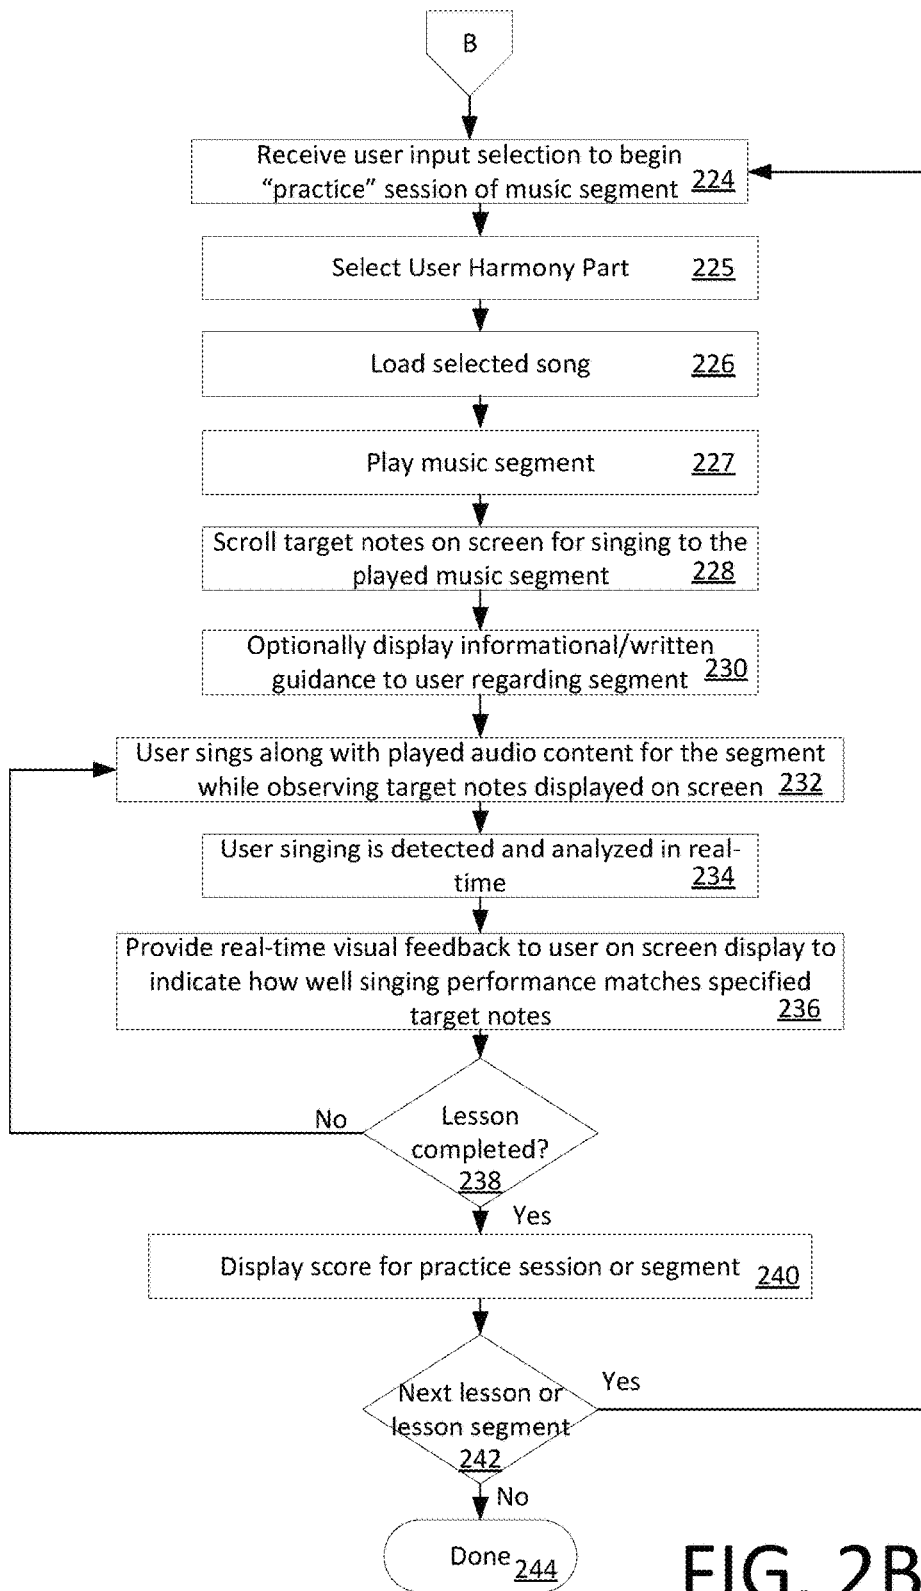 B
Receive user input selection to begin
“practice” session of music segment 224
Select User Harmony Part 225
Load selected song 226
Play music segment 227
Scroll target notes on screen for singing to the
played music segment 228
Optionally display informational/written
guidance to user regarding segment 230
User sings along with played audio content for the segment
while observing target notes displayed on screen 232
User singing is detected and analyzed in real-
time 234
Provide real-time visual feedback to user on screen display to
indicate how well singing performance matches specified
target notes 236
No
Lesson
completed?
238
Yes
Display score for practice session or segment 240
Next lesson or
lesson segment
242
Yes
No
Done 244
FIG. 2B